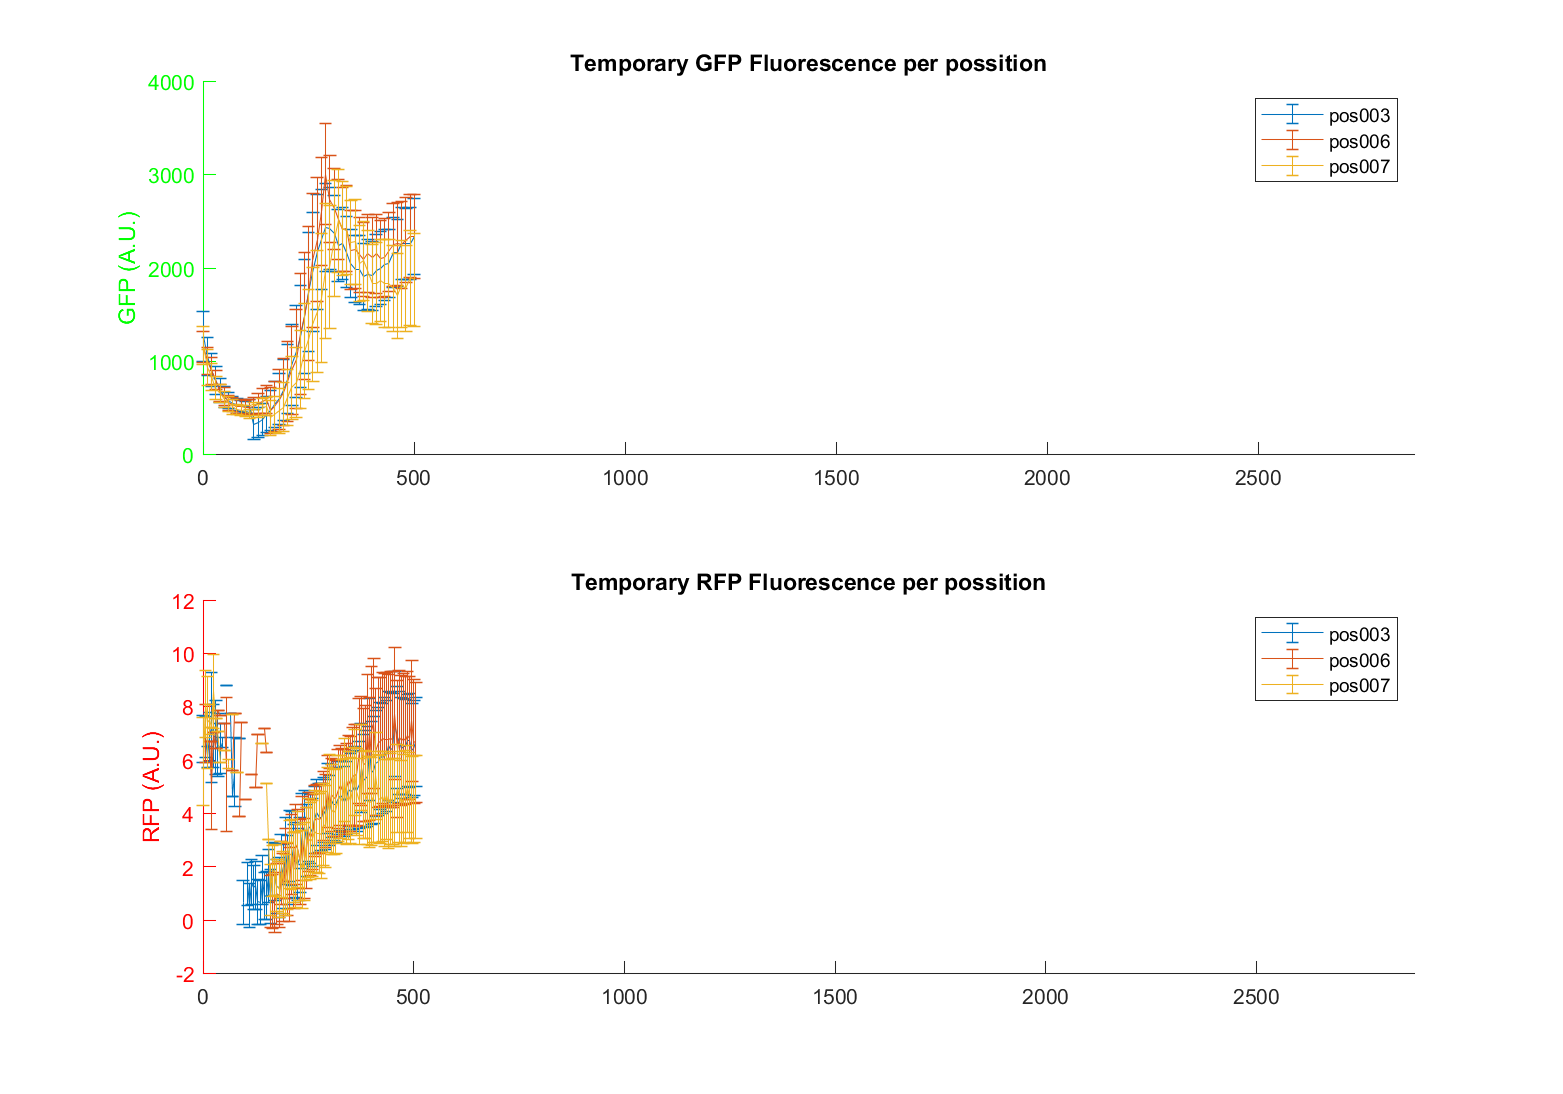 Temporary GFP Fluorescence per possition
4000
3000
2000
1000
0
GFP (A.U.)
pos003
pos006
pos007
0 500 1000 1500 2000 2500
Temporary RFP Fluorescence per possition
12
10
8
6
4
2
0
-2
RFP (A.U.)
pos003
pos006
pos007
0 500 1000 1500 2000 2500